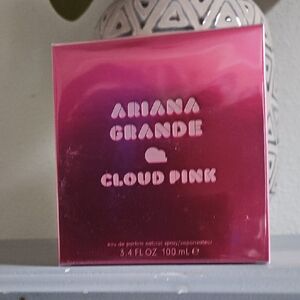 ARIANA
GRANDE
CLOUD PINK
eau de parfum natural spray/vaporisateur
3.4 FL OZ 100 mL ℮